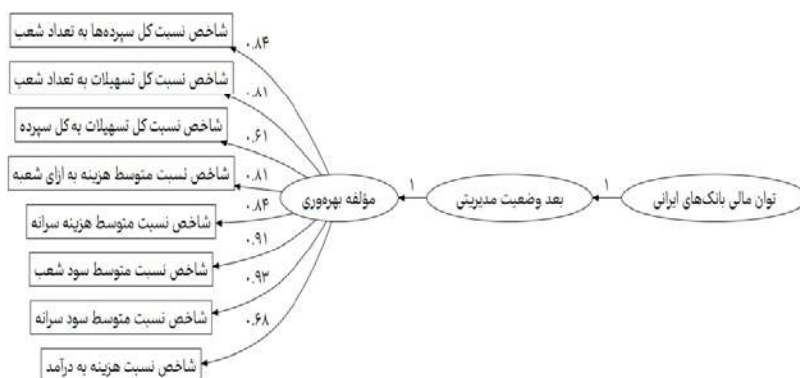 توان مالی بانک‌های ایرانی
۱
بعد وضعیت مدیریتی
۱
مؤلفه بهره‌وری
۰.۸۴
شاخص نسبت کل سپرده‌ها به تعداد شعب
۰.۸۱
شاخص نسبت کل تسهیلات به تعداد شعب
۰.۶۱
شاخص نسبت کل تسهیلات به کل سپرده
۰.۸۱
شاخص نسبت متوسط هزینه به ازای شعبه
۰.۸۴
شاخص نسبت متوسط هزینه سرانه
۰.۹۱
شاخص نسبت متوسط سود شعب
۰.۹۳
شاخص نسبت متوسط سود سرانه
۰.۶۸
شاخص نسبت هزینه به درآمد